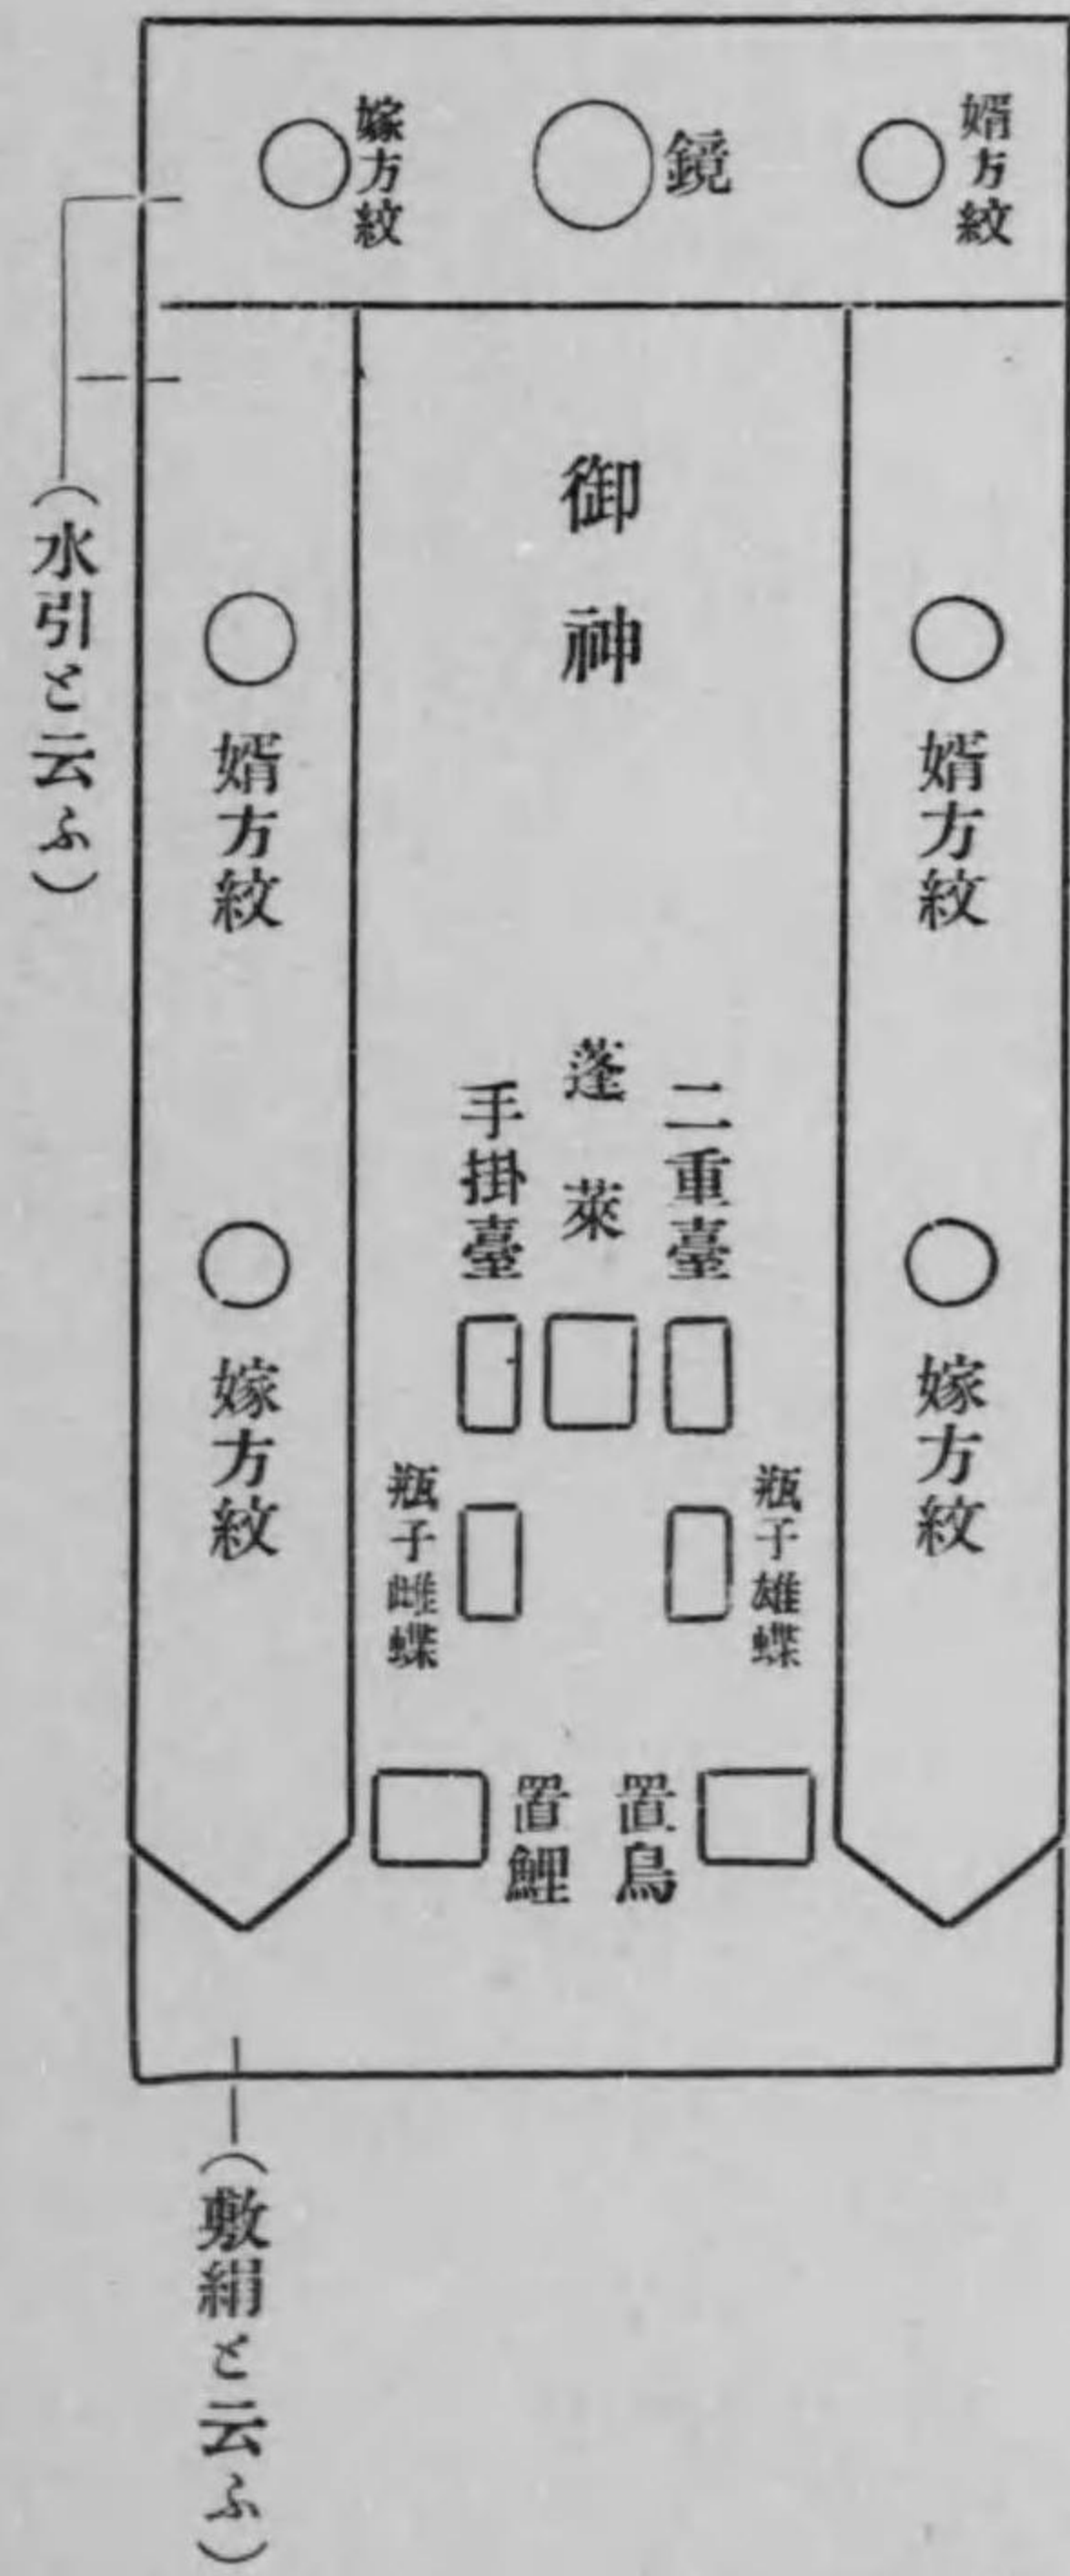 婿方紋
鏡
嫁方紋
御神
婿方紋
嫁方紋
婿方紋
嫁方紋
二重臺
蓬萊
手掛臺
瓶子雄蝶
瓶子雌蝶
置鳥
置鯉
（水引と云ふ）
（敷絹と云ふ）